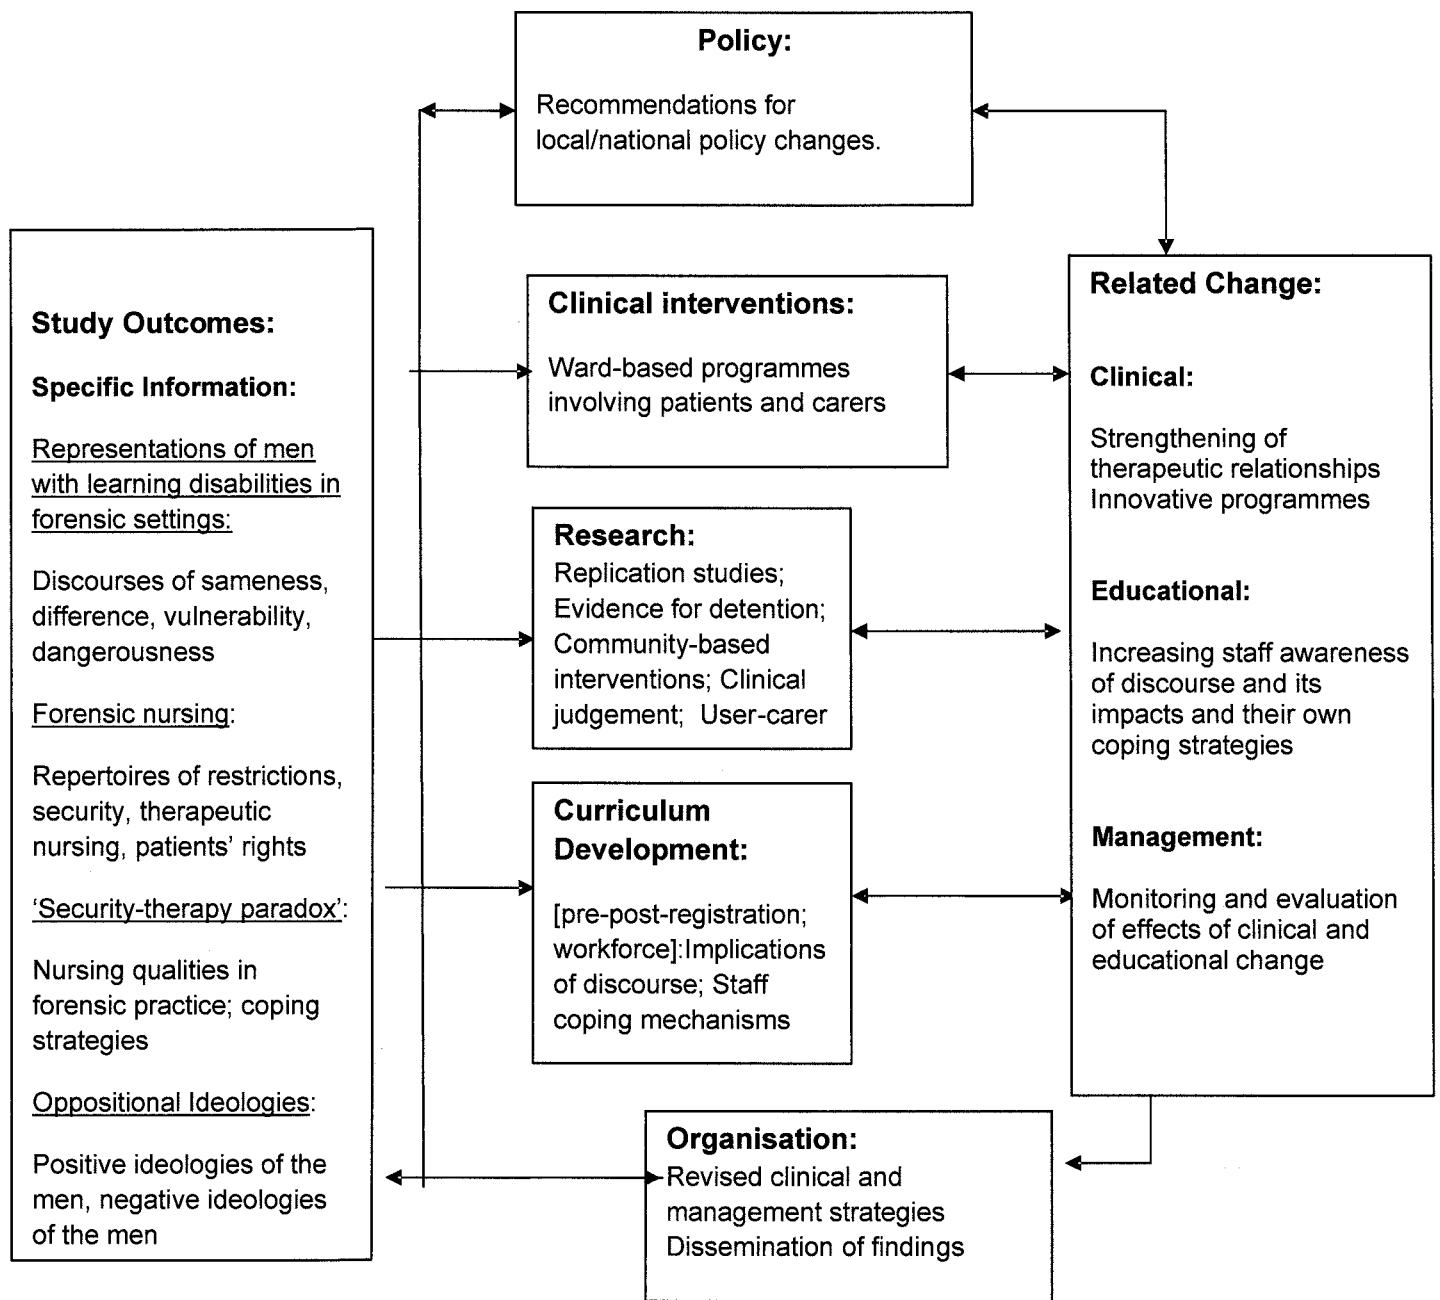 Policy:
Recommendations for
local/national policy changes.
Study Outcomes:
Specific Information:
Representations of men
with learning disabilities in
forensic settings:
Discourses of sameness,
difference, vulnerability,
dangerousness
Forensic nursing:
Repertoires of restrictions,
security, therapeutic
nursing, patients’ rights
‘Security-therapy paradox’:
Nursing qualities in
forensic practice; coping
strategies
Oppositional Ideologies:
Positive ideologies of the
men, negative ideologies
of the men
Clinical interventions:
Ward-based programmes
involving patients and carers
Research:
Replication studies;
Evidence for detention;
Community-based
interventions; Clinical
judgement; User-carer
Curriculum
Development:
[pre-post-registration;
workforce]:Implications
of discourse; Staff
coping mechanisms
Organisation:
Revised clinical and
management strategies
Dissemination of findings
Related Change:
Clinical:
Strengthening of
therapeutic relationships
Innovative programmes
Educational:
Increasing staff awareness
of discourse and its
impacts and their own
coping strategies
Management:
Monitoring and evaluation
of effects of clinical and
educational change